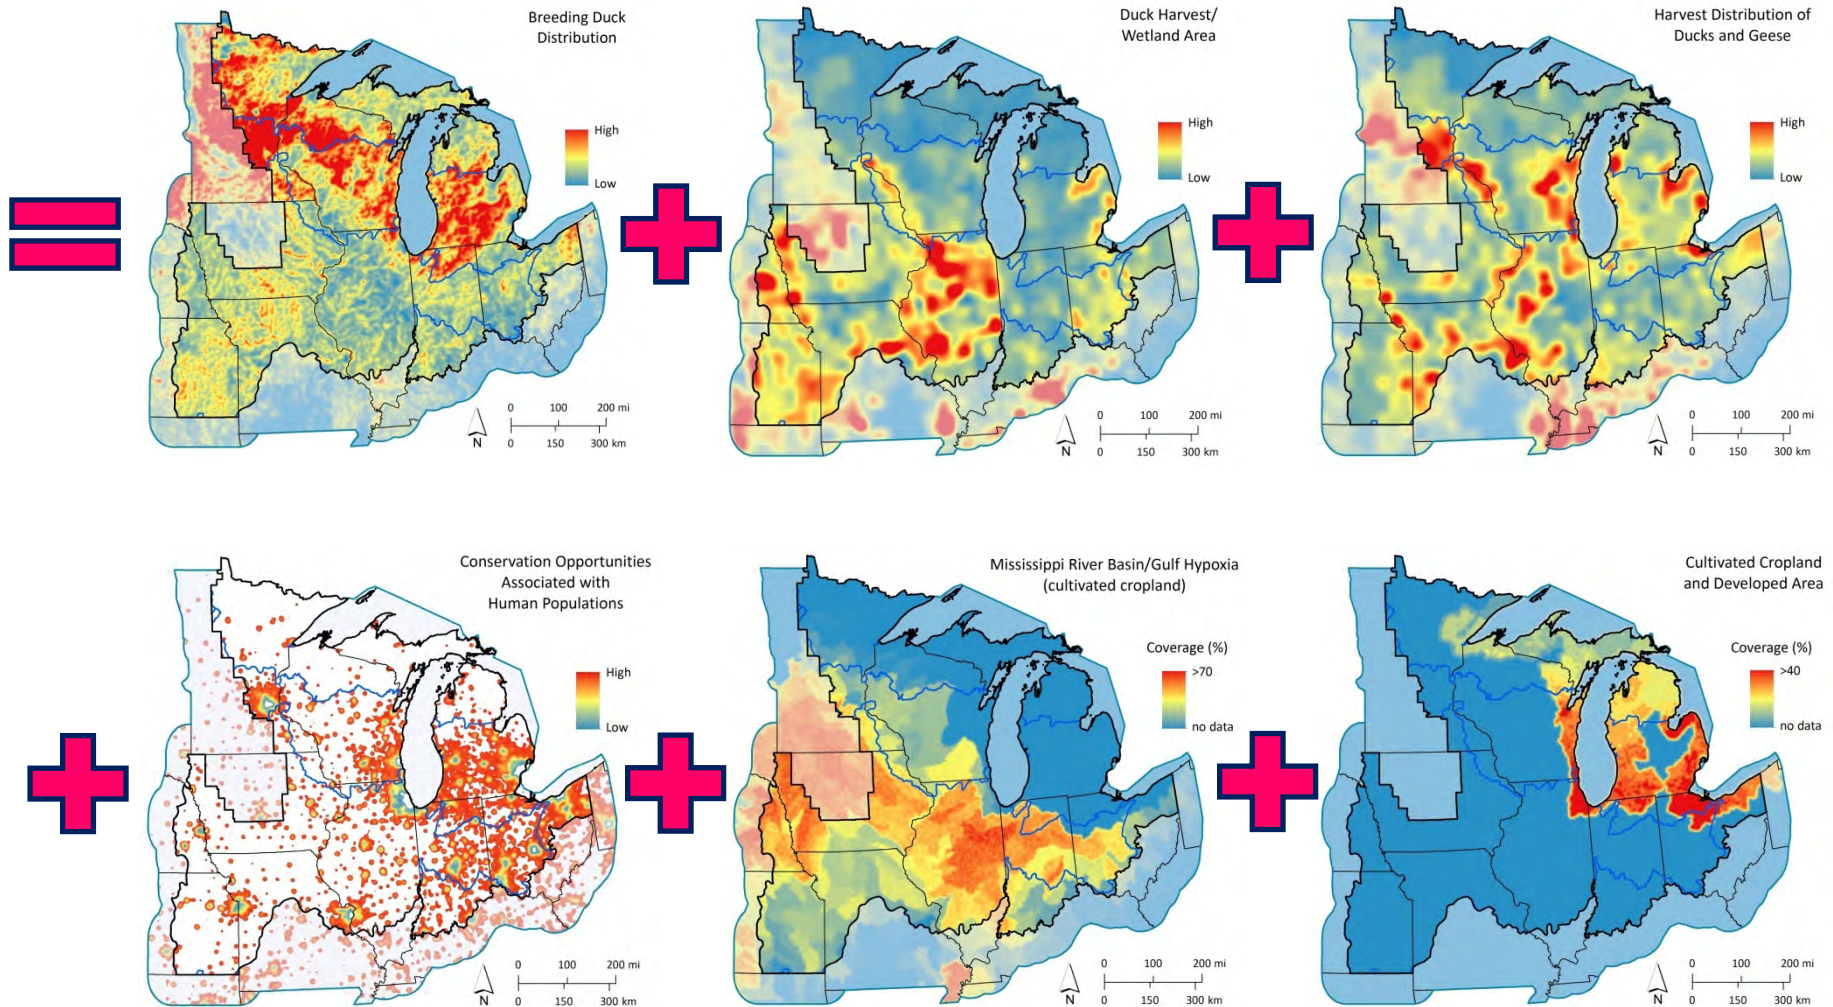 Breeding Duck
Distribution
High
Low
0 100 200 mi
0 150 300 km
N
Duck Harvest/
Wetland Area
High
Low
0 100 200 mi
0 150 300 km
N
Harvest Distribution of
Ducks and Geese
High
Low
0 100 200 mi
0 150 300 km
N
Conservation Opportunities
Associated with
Human Populations
High
Low
0 100 200 mi
0 150 300 km
N
Mississippi River Basin/Gulf Hypoxia
(cultivated cropland)
Coverage (%)
>70
no data
0 100 200 mi
0 150 300 km
N
Cultivated Cropland
and Developed Area
Coverage (%)
>40
no data
0 100 200 mi
0 150 300 km
N